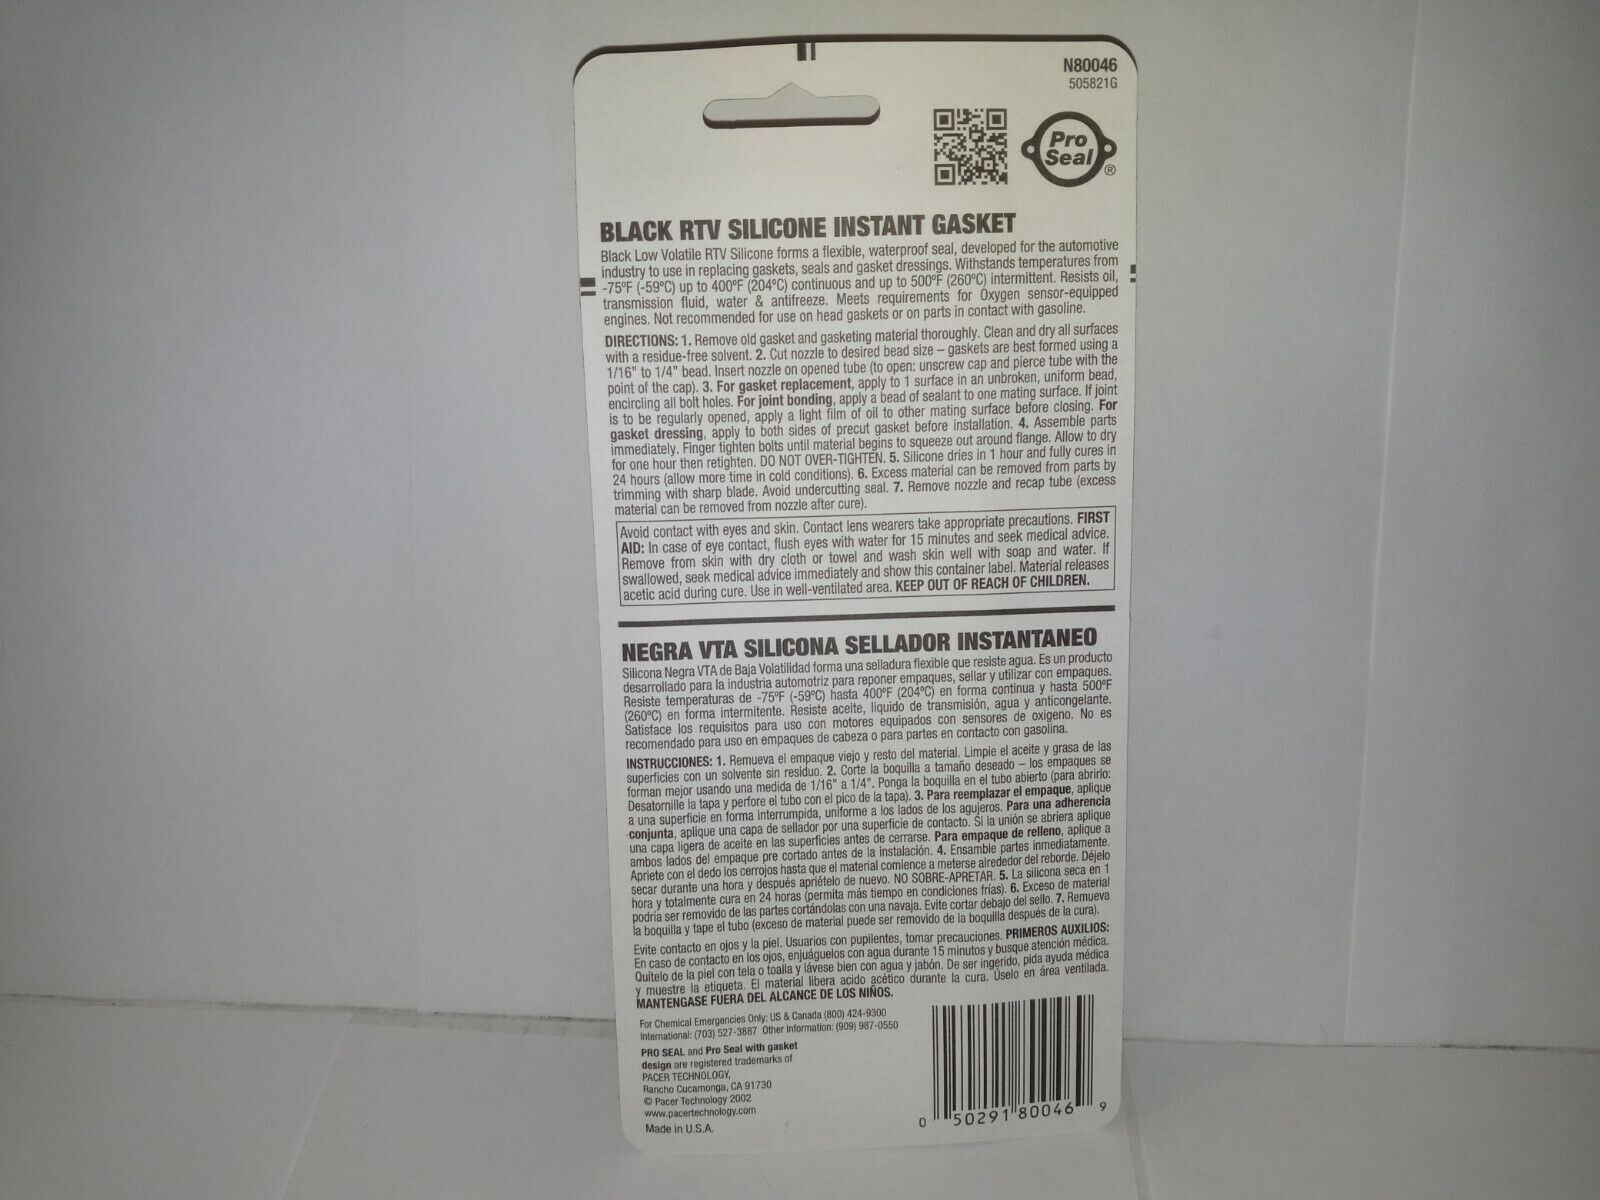 N80046
505821G
Pro
Seal
®
BLACK RTV SILICONE INSTANT GASKET
Black Low Volatile RTV Silicone forms a flexible, waterproof seal, developed for the automotive
industry to use in replacing gaskets, seals and gasket dressings. Withstands temperatures from
-75ºF (-59ºC) up to 400ºF (204ºC) continuous and up to 500ºF (260ºC) intermittent. Resists oil,
transmission fluid, water & antifreeze. Meets requirements for Oxygen sensor-equipped
engines. Not recommended for use on head gaskets or on parts in contact with gasoline.
DIRECTIONS: 1. Remove old gasket and gasketing material thoroughly. Clean and dry all surfaces
with a residue-free solvent. 2. Cut nozzle to desired bead size – gaskets are best formed using a
1/16" to 1/4" bead. Insert nozzle on opened tube (to open: unscrew cap and pierce tube with the
point of the cap). 3. For gasket replacement, apply to 1 surface in an unbroken, uniform bead,
encircling all bolt holes. For joint bonding, apply a bead of sealant to one mating surface. If joint
is to be regularly opened, apply a light film of oil to other mating surface before closing. For
gasket dressing, apply to both sides of precut gasket before installation. 4. Assemble parts
immediately. Finger tighten bolts until material begins to squeeze out around flange. Allow to dry
for one hour then retighten. DO NOT OVER-TIGHTEN. 5. Silicone dries in 1 hour and fully cures in
24 hours (allow more time in cold conditions). 6. Excess material can be removed from parts by
trimming with sharp blade. Avoid undercutting seal. 7. Remove nozzle and recap tube (excess
material can be removed from nozzle after cure).
Avoid contact with eyes and skin. Contact lens wearers take appropriate precautions. FIRST
AID: In case of eye contact, flush eyes with water for 15 minutes and seek medical advice.
Remove from skin with dry cloth or towel and wash skin well with soap and water. If
swallowed, seek medical advice immediately and show this container label. Material releases
acetic acid during cure. Use in well-ventilated area. KEEP OUT OF REACH OF CHILDREN.
NEGRA VTA SILICONA SELLADOR INSTANTANEO
Silicona Negra VTA de Baja Volatilidad forma una selladura flexible que resiste agua. Es un producto
desarrollado para la industria automotriz para reponer empaques, sellar y utilizar con empaques.
Resiste temperaturas de -75ºF (-59ºC) hasta 400ºF (204ºC) en forma continua y hasta 500ºF
(260ºC) en forma intermitente. Resiste aceite, liquido de transmisión, agua y anticongelante.
Satisface los requisitos para uso con motores equipados con sensores de oxigeno. No es
recomendado para uso en empaques de cabeza o para partes en contacto con gasolina.
INSTRUCCIONES: 1. Remueva el empaque viejo y resto del material. Limpie el aceite y grasa de las
superficies con un solvente sin residuo. 2. Corte la boquilla a tamaño deseado – los empaques se
forman mejor usando una medida de 1/16" a 1/4". Ponga la boquilla en el tubo abierto (para abrirlo:
Desatornille la tapa y perfore el tubo con el pico de la tapa). 3. Para reemplazar el empaque, aplique
a una superficie en forma interrumpida, uniforme a los lados de los agujeros. Para una adherencia
conjunta, aplique una capa de sellador por una superficie de contacto. Si la unión se abriera aplique
una capa ligera de aceite en las superficies antes de cerrarse. Para empaque de relleno, aplique a
ambos lados del empaque pre cortado antes de la instalación. 4. Ensamble partes inmediatamente.
Apriete con el dedo los cerrojos hasta que el material comience a meterse alrededor del reborde. Déjelo
secar durante una hora y después apriételo de nuevo. NO SOBRE-APRETAR. 5. La silicona seca en 1
hora y totalmente cura en 24 horas (permita más tiempo en condiciones frías). 6. Exceso de material
podría ser removido de las partes cortándolas con una navaja. Evite cortar debajo del sello. 7. Remueva
la boquilla y tape el tubo (exceso de material puede ser removido de la boquilla después de la cura).
Evite contacto en ojos y la piel. Usuarios con pupilentes, tomar precauciones. PRIMEROS AUXILIOS:
En caso de contacto en los ojos, enjuáguelos con agua durante 15 minutos y busque atención médica.
Quítelo de la piel con tela o toalla y lávese bien con agua y jabón. De ser ingerido, pida ayuda médica
y muestre la etiqueta. El material libera acido acético durante la cura. Úselo en área ventilada.
MANTENGASE FUERA DEL ALCANCE DE LOS NIÑOS.
For Chemical Emergencies Only: US & Canada (800) 424-9300
International: (703) 527-3887 Other Information: (909) 987-0550
PRO SEAL and Pro Seal with gasket
design are registered trademarks of
PACER TECHNOLOGY,
Rancho Cucamonga, CA 91730
© Pacer Technology 2002
www.pacertechnology.com
Made in U.S.A.
0 50291 80046 9